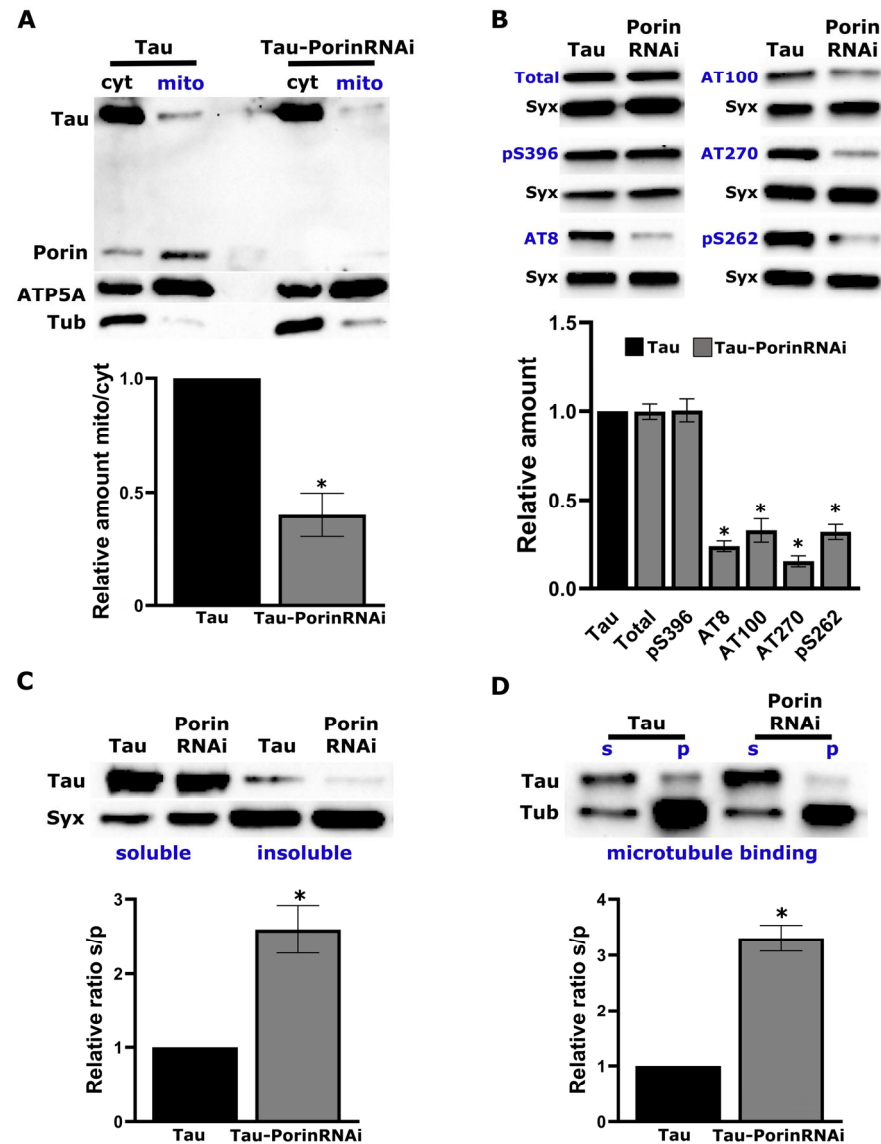 A
Tau Tau-PorinRNAi
cyt mito cyt mito
Tau
Porin
ATP5A
Tub
Relative amount mito/cyt
1.0
0.5
*
0
Tau Tau-PorinRNAi
B
Tau Porin RNAi Tau Porin RNAi
Total AT100
Syx Syx
pS396 AT270
Syx Syx
AT8 pS262
Syx Syx
Relative amount
1.5
Tau Tau-PorinRNAi
1.0
0.5
* * * *
0.0
Tau Total pS396 AT8 AT100 AT270 pS262
C
Tau Porin RNAi Tau Porin RNAi
Tau
Syx
soluble insoluble
Relative ratio s/p
3
*
2
1
0
Tau Tau-PorinRNAi
D
Tau Porin RNAi
s p s p
Tau
Tub
microtubule binding
Relative ratio s/p
4
*
3
2
1
0
Tau Tau-PorinRNAi